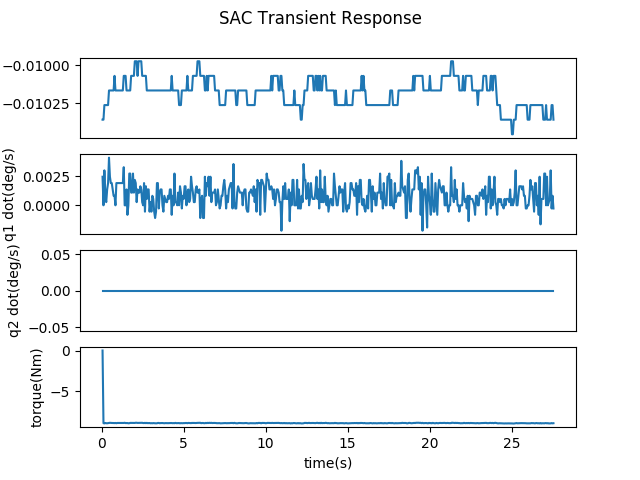 SAC Transient Response
−0.01000
−0.01025
q1 dot(deg/s)
0.0025
0.0000
q2 dot(deg/s)
0.05
0.00
−0.05
torque(Nm)
0
−5
0 5 10 15 20 25
time(s)